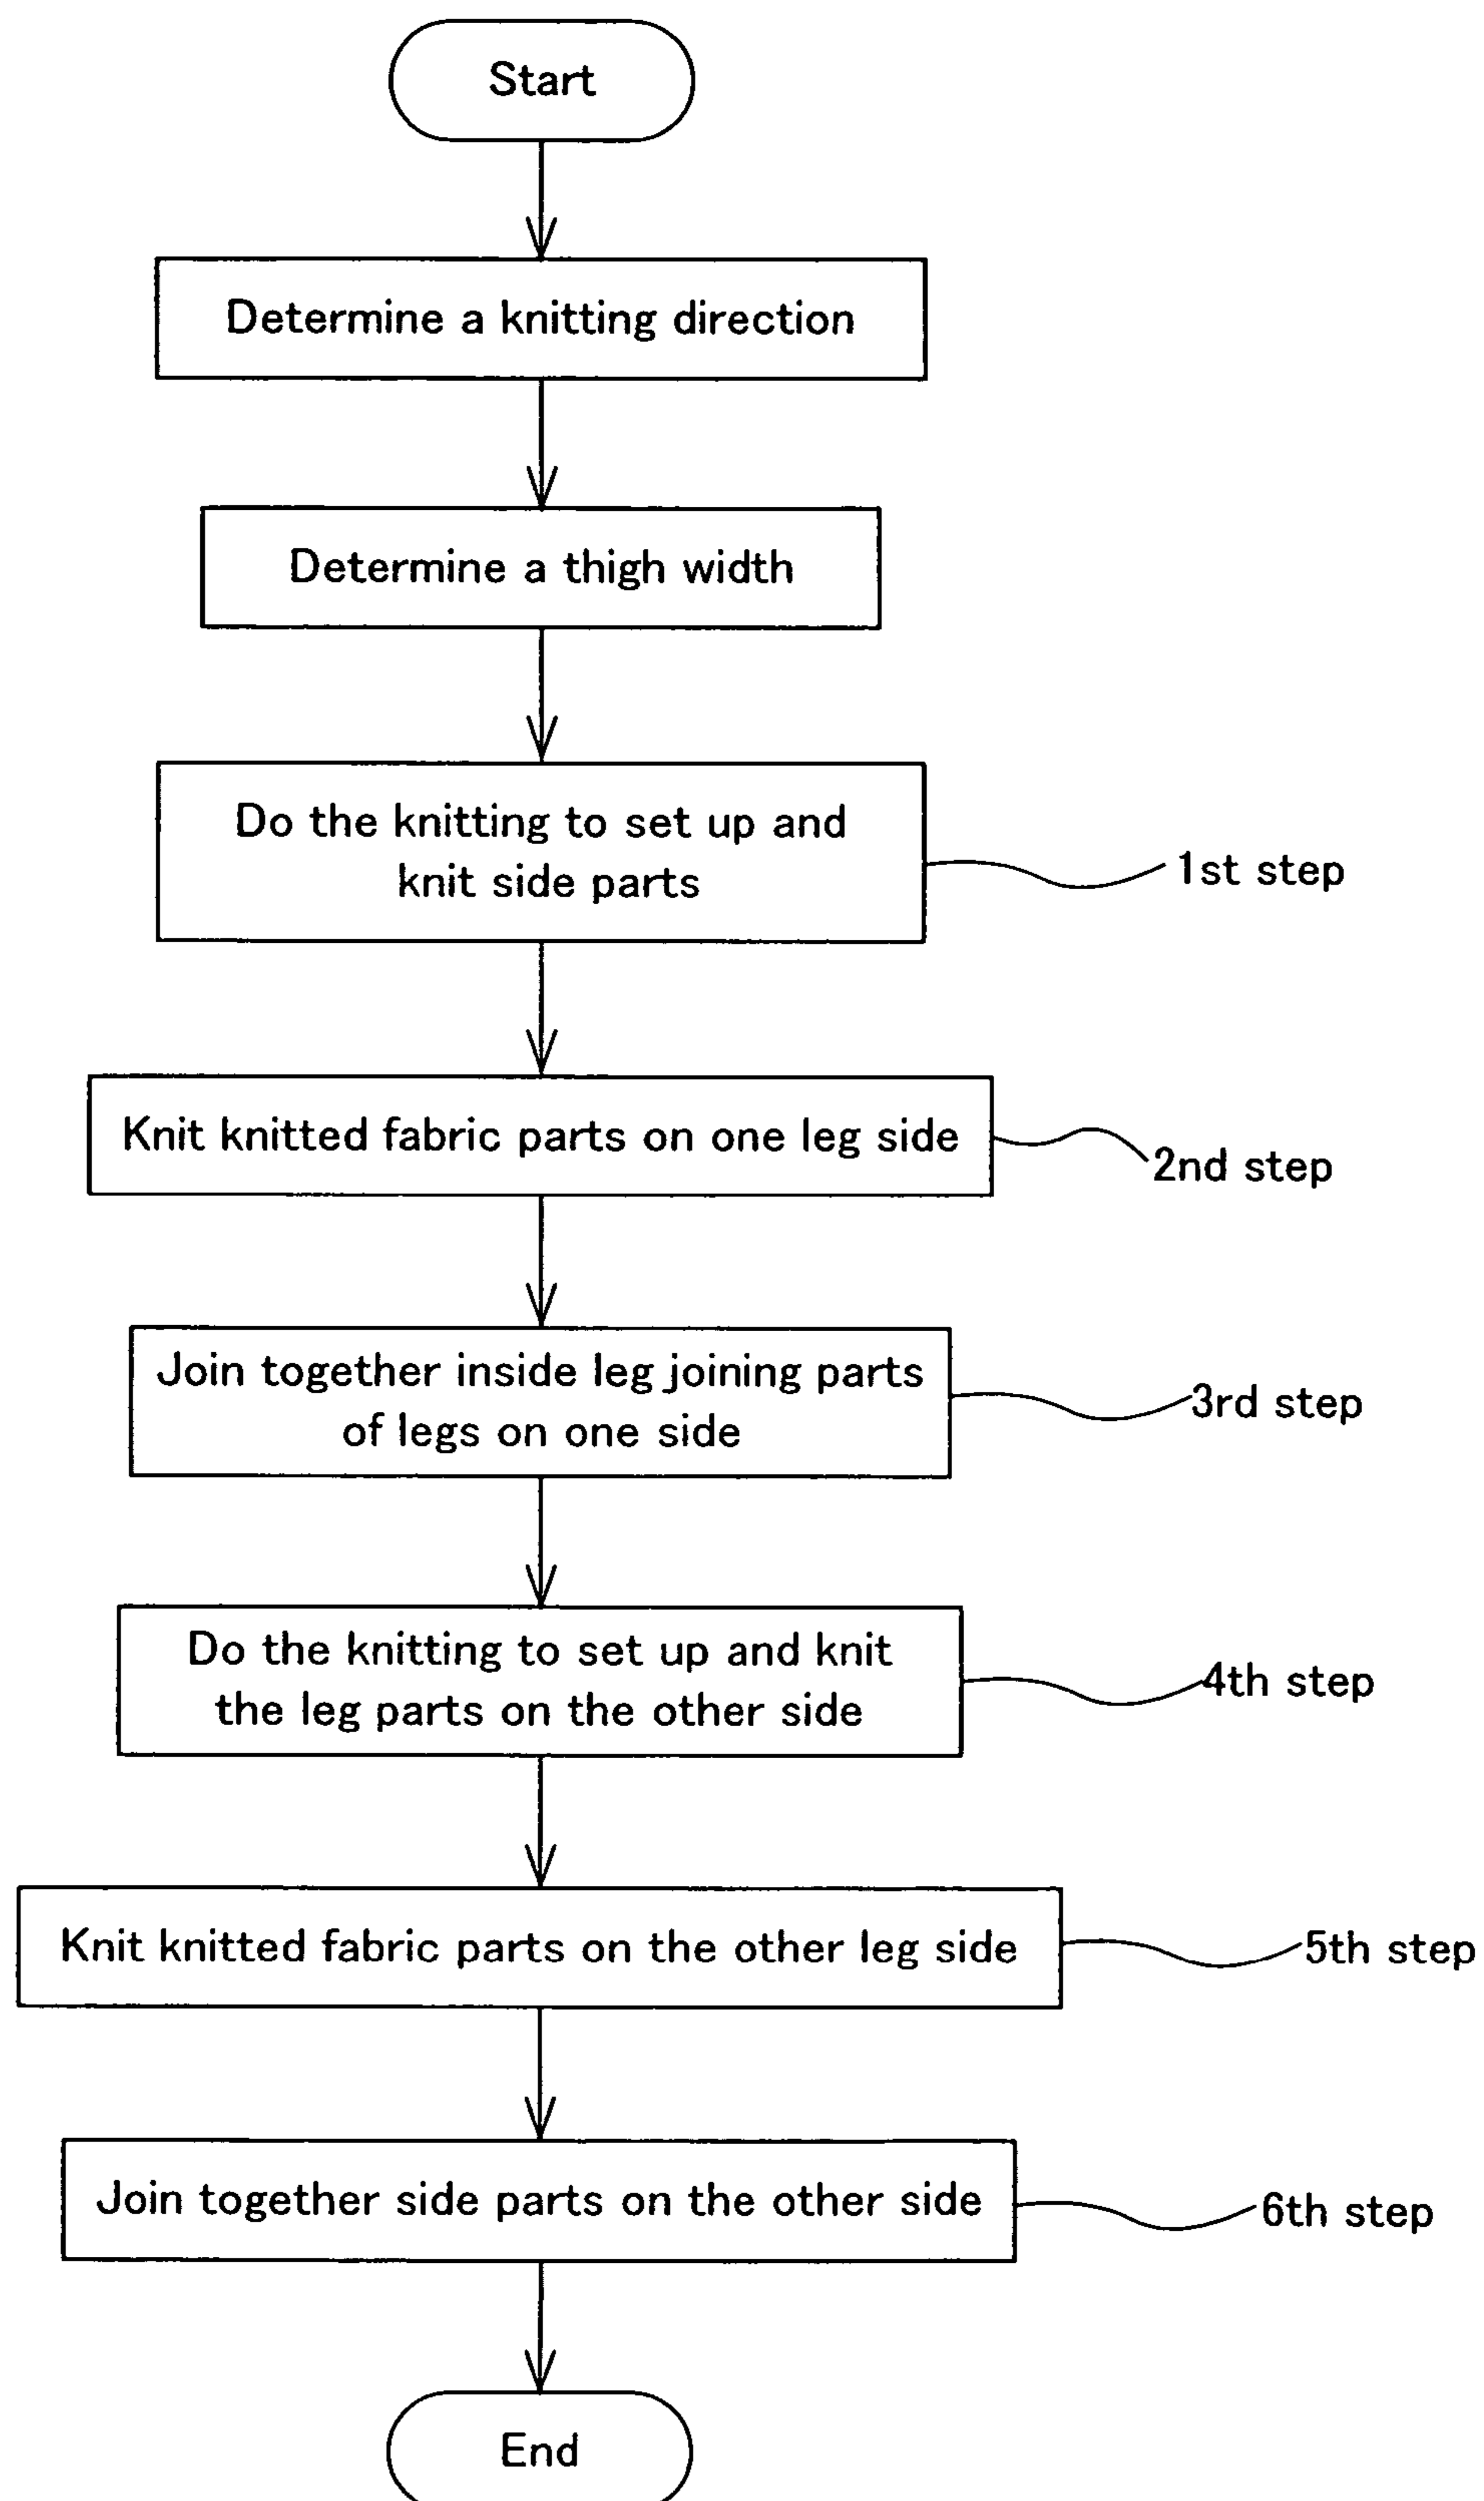 Start
Determine a knitting direction
Determine a thigh width
Do the knitting to set up and
knit side parts
1st step
Knit knitted fabric parts on one leg side
2nd step
Join together inside leg joining parts
of legs on one side
3rd step
Do the knitting to set up and knit
the leg parts on the other side
4th step
Knit knitted fabric parts on the other leg side
5th step
Join together side parts on the other side
6th step
End